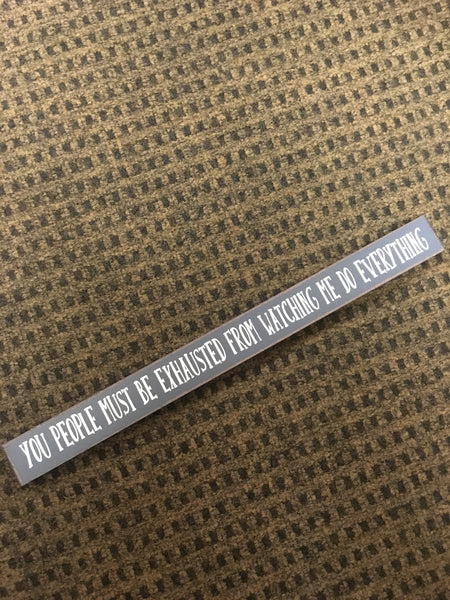 YOU PEOPLE MUST BE EXHAUSTED FROM WATCHING ME DO EVERYTHING